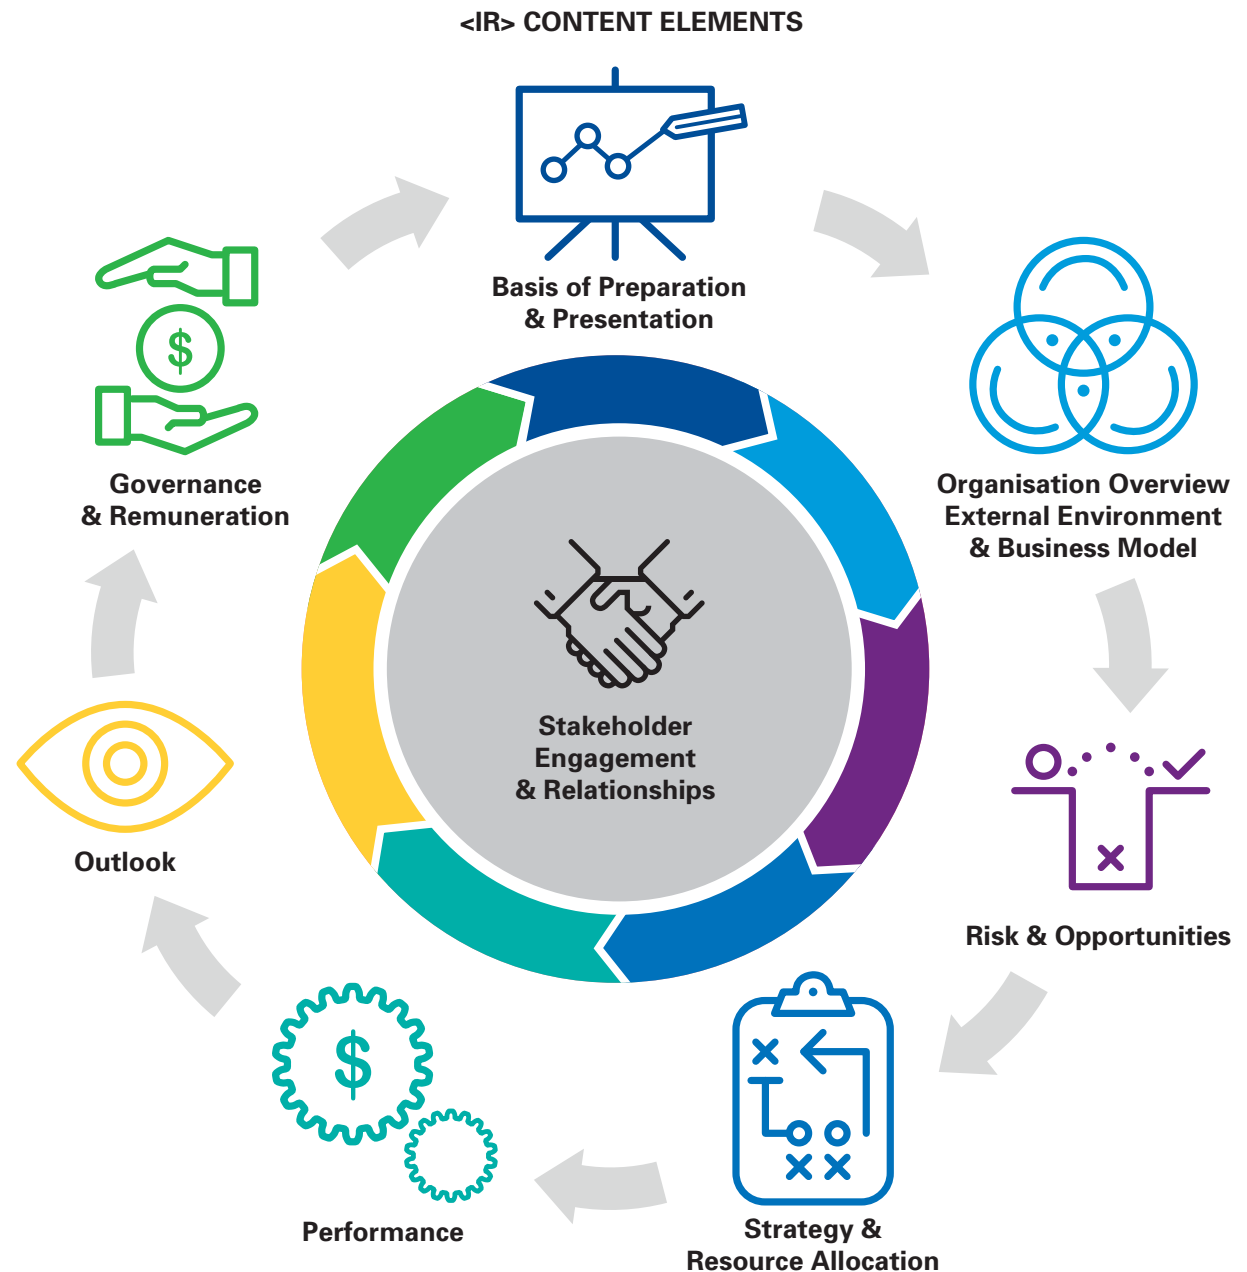 <IR> CONTENT ELEMENTS
Basis of Preparation
& Presentation
Organisation Overview
External Environment
& Business Model
Risk & Opportunities
Strategy &
Resource Allocation
Performance
$
Outlook
Governance
& Remuneration
$
Stakeholder
Engagement
& Relationships